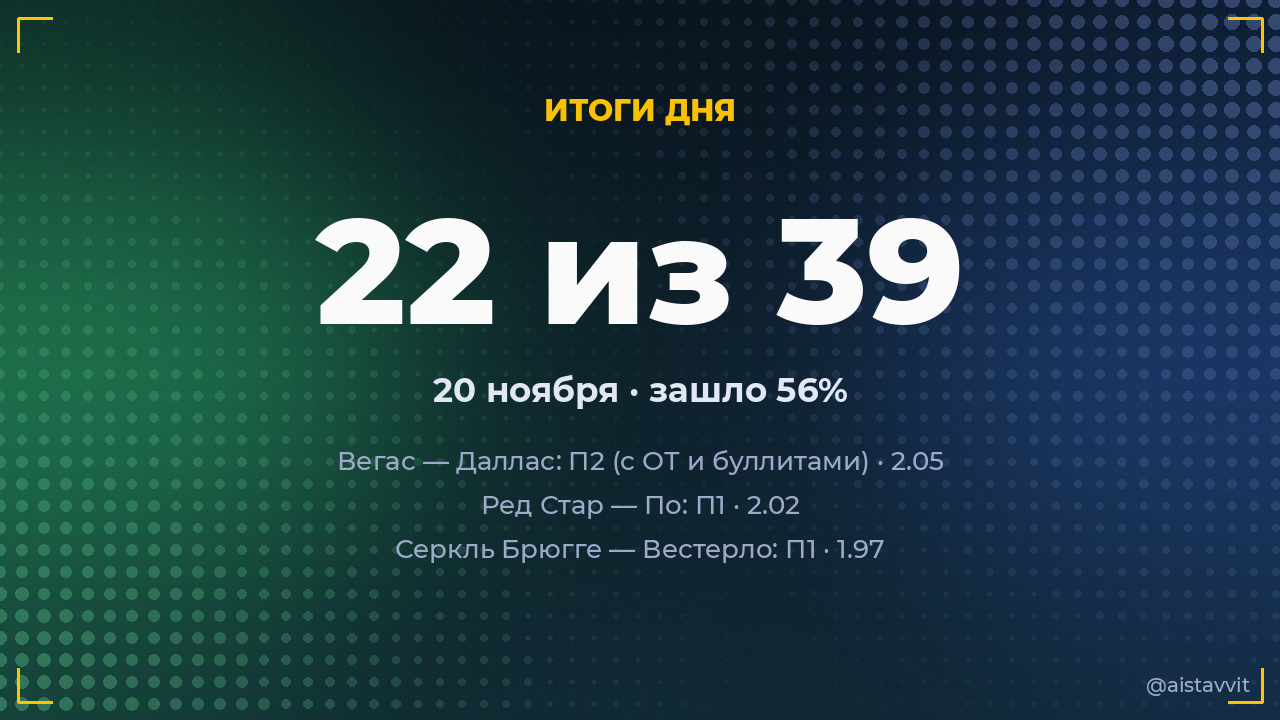 ИТОГИ ДНЯ
22 из 39
20 ноября · зашло 56%
Вегас — Даллас: П2 (с ОТ и буллитами) · 2.05
Ред Стар — По: П1 · 2.02
Серкль Брюгге — Вестерло: П1 · 1.97
@aistavvit